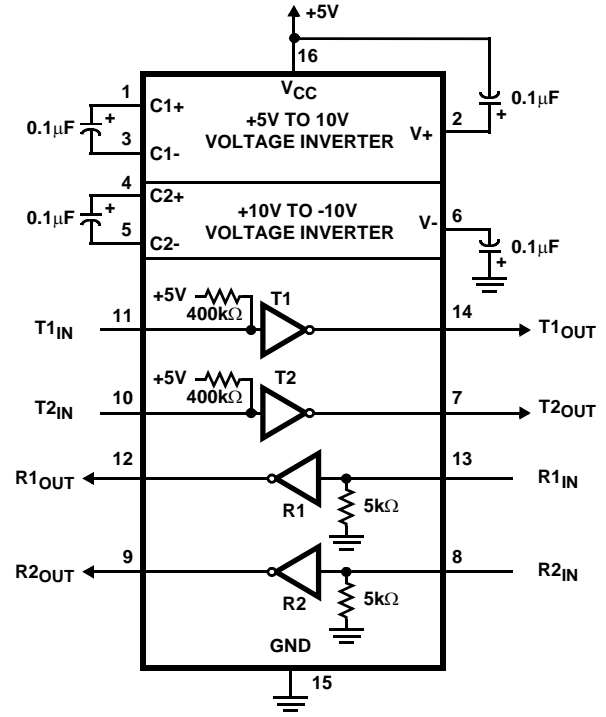 +5V
16
1
VCC
C1+
+
0.1μF
+5V TO 10V
VOLTAGE INVERTER
2
V+
0.1μF
+
3
C1-
4
C2+
+
0.1μF
+10V TO -10V
VOLTAGE INVERTER
V-
6
5
C2-
0.1μF
+
+5V
T1
T1IN
11
400kΩ
14
T1OUT
+5V
T2
T2IN
10
400kΩ
7
T2OUT
R1OUT
12
13
R1IN
R1
5kΩ
R2OUT
9
8
R2IN
R2
5kΩ
GND
15